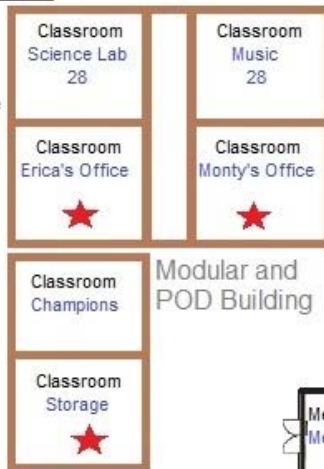 Classroom
Science Lab
28
Classroom
Music
28
Classroom
Erica's Office
Classroom
Monty's Office
Modular and
POD Building
Classroom
Champions
Classroom
Storage